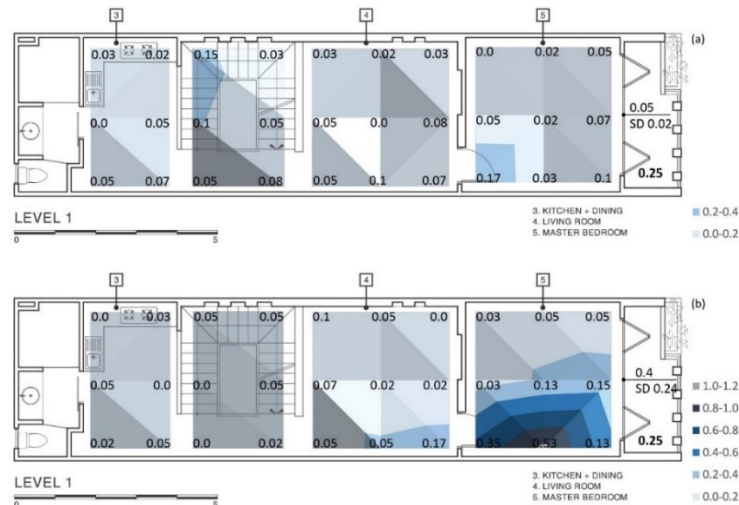 3 4 5
(a)
0.03 0.02 0.15 0.03 0.03 0.02 0.03 0.0 0.02 0.05
0.05
SD 0.02
0.0 0.05 0.1 0.05 0.05 0.0 0.08 0.05 0.02 0.07
0.05 0.07 0.05 0.08 0.05 0.1 0.07 0.17 0.03 0.1
0.25
LEVEL 1
0 5
3. KITCHEN + DINING
4. LIVING ROOM
5. MASTER BEDROOM
0.2-0.4
0.0-0.2
3 4 5
(b)
0.0 0.03 0.05 0.05 0.1 0.05 0.0 0.03 0.05 0.05
0.4
SD 0.24
0.05 0.0 0.0 0.05 0.07 0.02 0.02 0.03 0.13 0.15
0.02 0.05 0.0 0.02 0.05 0.05 0.17 0.35 0.53 0.13
0.25
1.0-1.2
0.8-1.0
0.6-0.8
0.4-0.6
0.2-0.4
0.0-0.2
LEVEL 1
0 5
3. KITCHEN + DINING
4. LIVING ROOM
5. MASTER BEDROOM